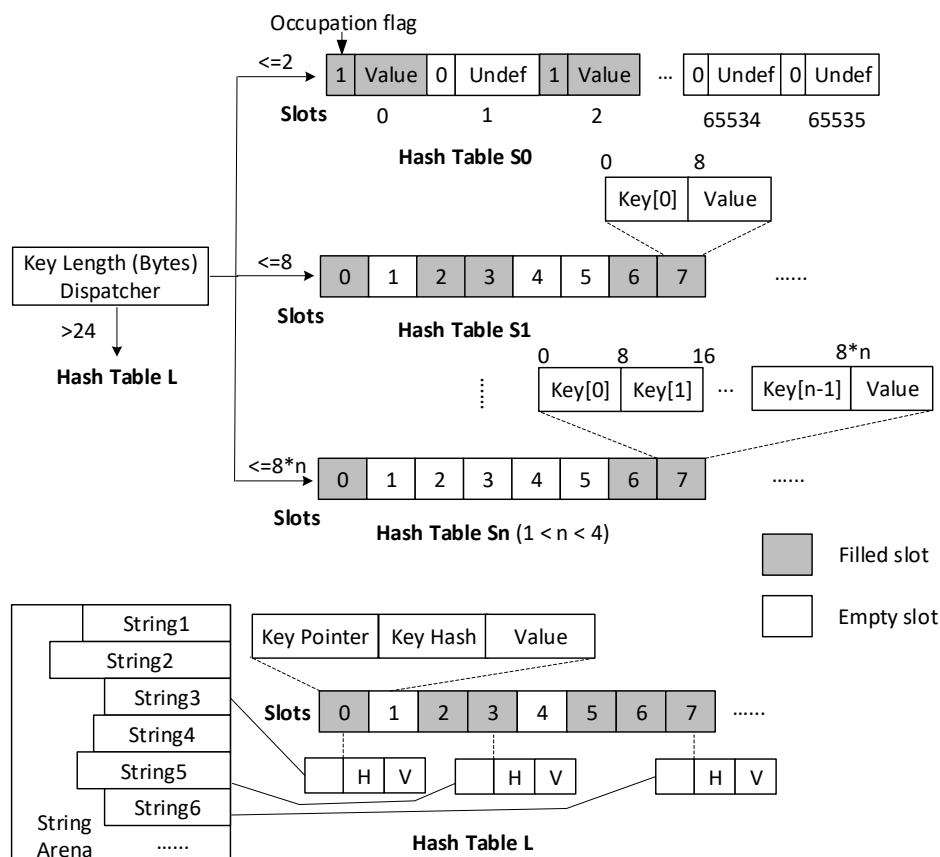 Occupation flag
<=2
1 Value 0 Undef 1 Value ... 0 Undef 0 Undef
Slots 0 1 2 65534 65535
Hash Table S0
0 8
Key[0] Value
Key Length (Bytes)
Dispatcher
<=8
0 1 2 3 4 5 6 7 ......
Slots
Hash Table S1
>24
Hash Table L
0 8 16 8*n
Key[0] Key[1] ... Key[n-1] Value
......
<=8*n
0 1 2 3 4 5 6 7 ......
Slots
Hash Table Sn (1 < n < 4)
Filled slot
Empty slot
String1
String2
String3
String4
String5
String6
......
String
Arena
Key Pointer Key Hash Value
Slots 0 1 2 3 4 5 6 7 ......
H V H V H V
Hash Table L